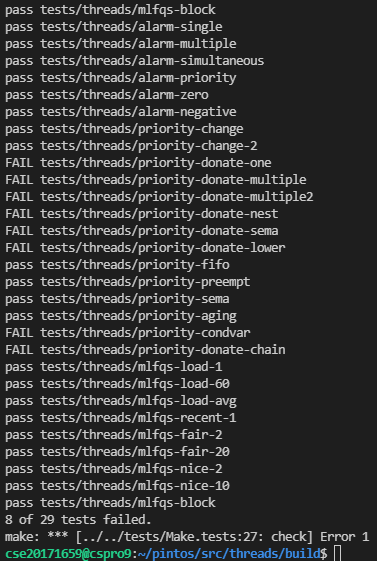 pass tests/threads/mlfqs-block
pass tests/threads/alarm-single
pass tests/threads/alarm-multiple
pass tests/threads/alarm-simultaneous
pass tests/threads/alarm-priority
pass tests/threads/alarm-zero
pass tests/threads/alarm-negative
pass tests/threads/priority-change
pass tests/threads/priority-change-2
FAIL tests/threads/priority-donate-one
FAIL tests/threads/priority-donate-multiple
FAIL tests/threads/priority-donate-multiple2
FAIL tests/threads/priority-donate-nest
FAIL tests/threads/priority-donate-sema
FAIL tests/threads/priority-donate-lower
pass tests/threads/priority-fifo
pass tests/threads/priority-preempt
pass tests/threads/priority-sema
pass tests/threads/priority-aging
FAIL tests/threads/priority-condvar
FAIL tests/threads/priority-donate-chain
pass tests/threads/mlfqs-load-1
pass tests/threads/mlfqs-load-60
pass tests/threads/mlfqs-load-avg
pass tests/threads/mlfqs-recent-1
pass tests/threads/mlfqs-fair-2
pass tests/threads/mlfqs-fair-20
pass tests/threads/mlfqs-nice-2
pass tests/threads/mlfqs-nice-10
pass tests/threads/mlfqs-block
8 of 29 tests failed.
make: *** [../../tests/Make.tests:27: check] Error 1
cse20171659@cspro9:~/pintos/src/threads/build$